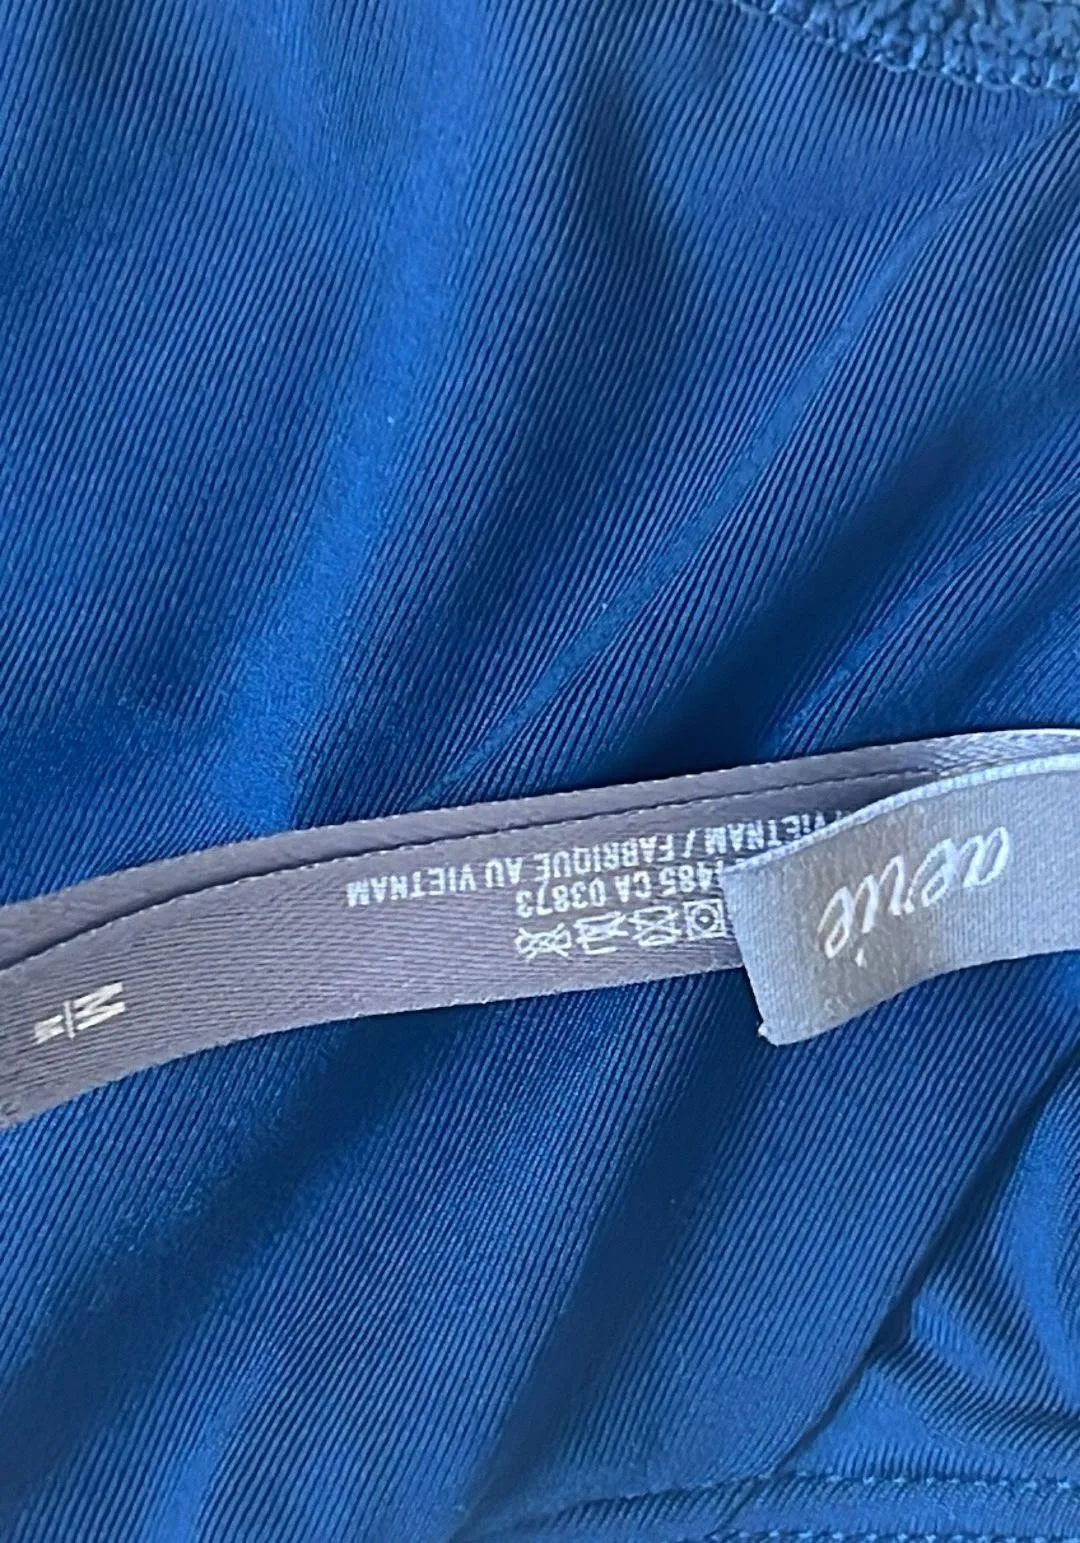 aerie
VIETNAM / FABRIQUE AU VIETNAM
485 CA 03873
M
M